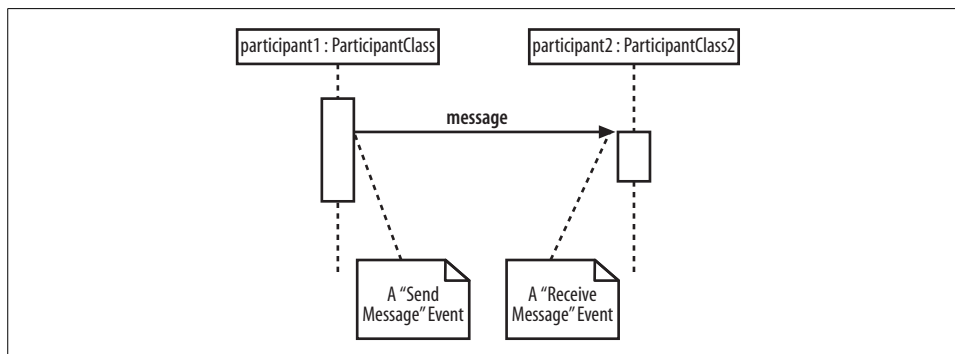 participant1 : ParticipantClass
participant2 : ParticipantClass2
message
A “Send
Message” Event
A “Receive
Message” Event